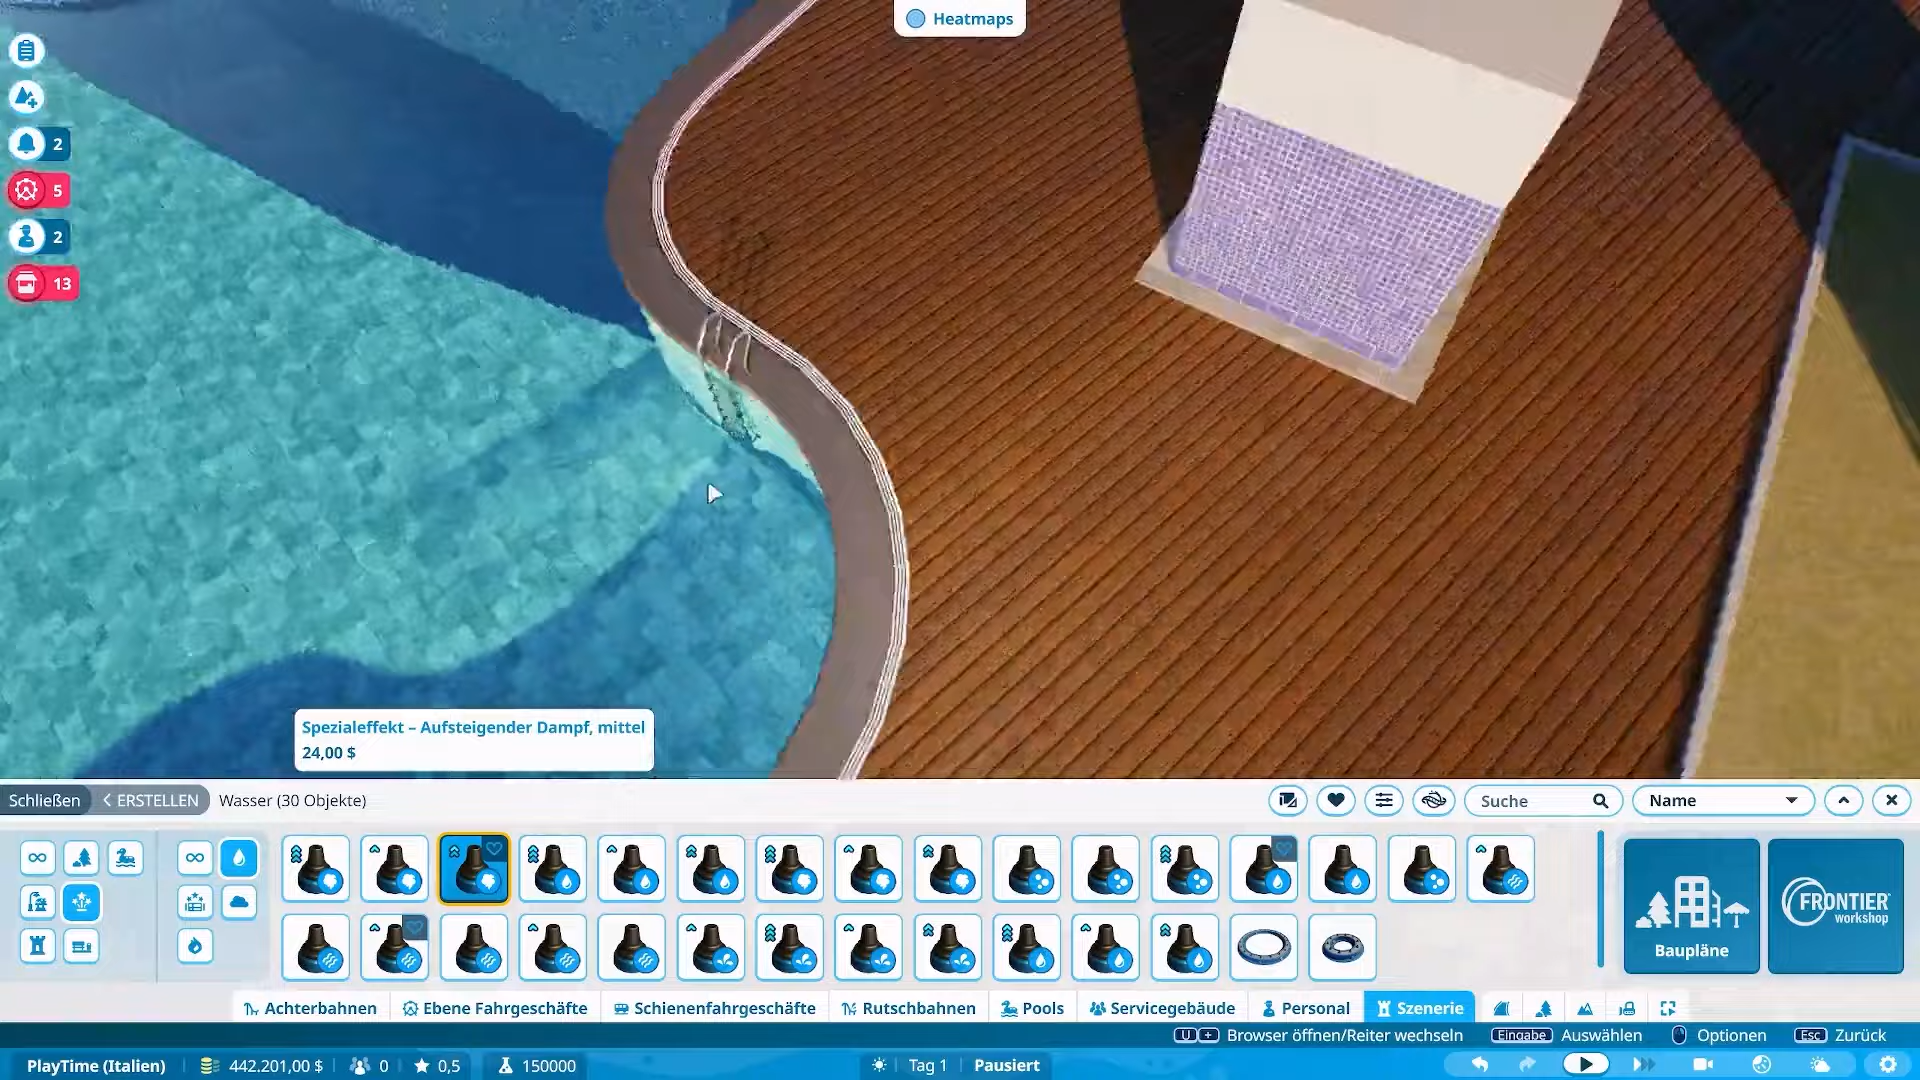 Heatmaps
2
5
2
13
Spezialeffekt – Aufsteigender Dampf, mittel
24,00 $
Schließen
ERSTELLEN
Wasser (30 Objekte)
Suche
Name
Baupläne
FRONTIER
workshop
Achterbahnen
Ebene Fahrgeschäfte
Schienenfahrgeschäfte
Rutschbahnen
Pools
Servicegebäude
Personal
Szenerie
U + Browser öffnen/Reiter wechseln
Eingabe Auswählen
Optionen
Esc Zurück
PlayTime (Italien)
442.201,00 $
0
0,5
150000
Tag 1
Pausiert